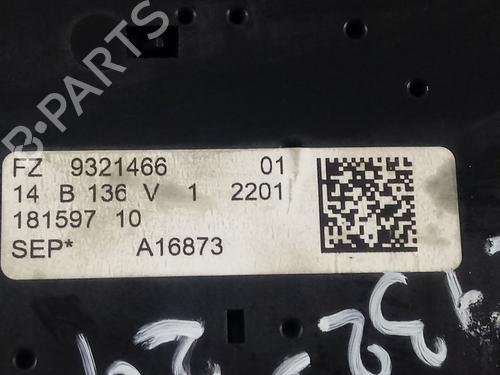 B-PARTS
FZ 9321466 01
14 B 136 V 1 2201
181597 10
SEP* A16873